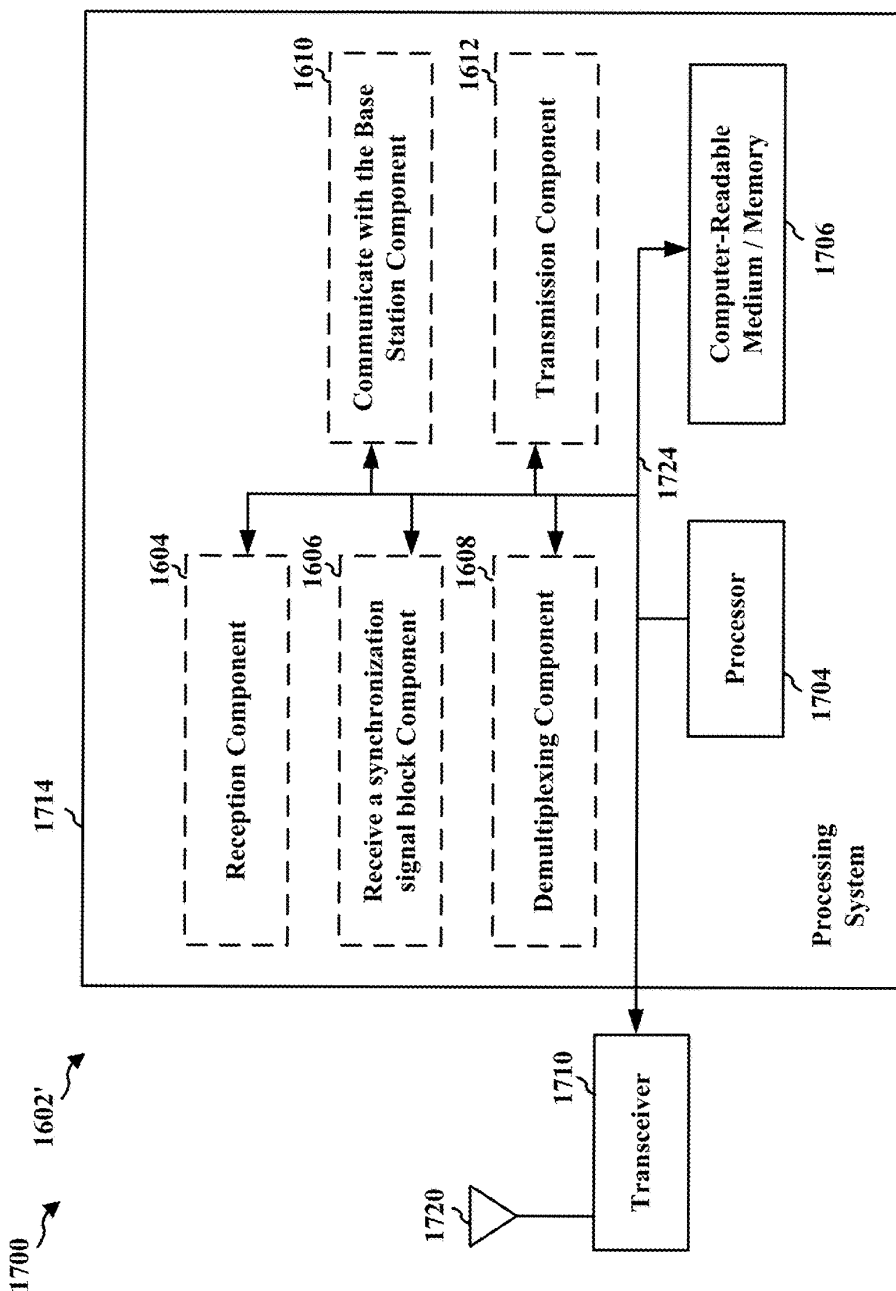 1700
1602'
1714
1604
Reception Component
1606
Receive a synchronization
signal block Component
1608
Demultiplexing Component
1610
Communicate with the Base
Station Component
1612
Transmission Component
1720
1710
Transceiver
Processing
System
Processor
1704
1724
Computer-Readable
Medium / Memory
1706